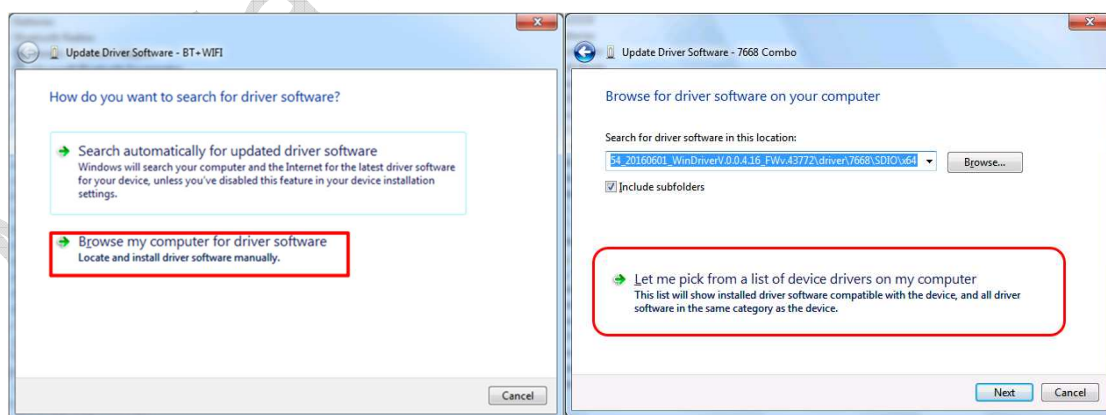 Update Driver Software - BT+WIFI
How do you want to search for driver software?
Search automatically for updated driver software
Windows will search your computer and the Internet for the latest driver software
for your device, unless you've disabled this feature in your device installation
settings.
Browse my computer for driver software
Locate and install driver software manually.
Cancel
Update Driver Software - 7668 Combo
Browse for driver software on your computer
Search for driver software in this location:
54_20160601_WinDriverV.0.0.4.16_FWv.43772\driver\7668\SDIO\x64
Browse...
Include subfolders
Let me pick from a list of device drivers on my computer
This list will show installed driver software compatible with the device, and all driver
software in the same category as the device.
Next
Cancel